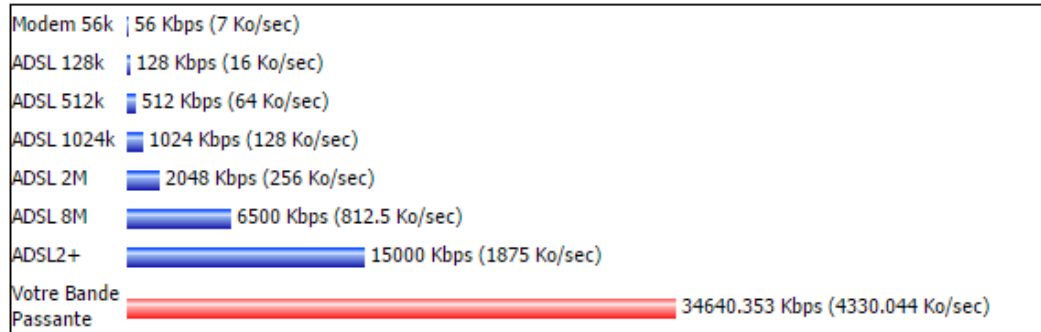 Modem 56k 56 Kbps (7 Ko/sec)
ADSL 128k 128 Kbps (16 Ko/sec)
ADSL 512k 512 Kbps (64 Ko/sec)
ADSL 1024k 1024 Kbps (128 Ko/sec)
ADSL 2M 2048 Kbps (256 Ko/sec)
ADSL 8M 6500 Kbps (812.5 Ko/sec)
ADSL2+ 15000 Kbps (1875 Ko/sec)
Votre Bande
Passante
34640.353 Kbps (4330.044 Ko/sec)